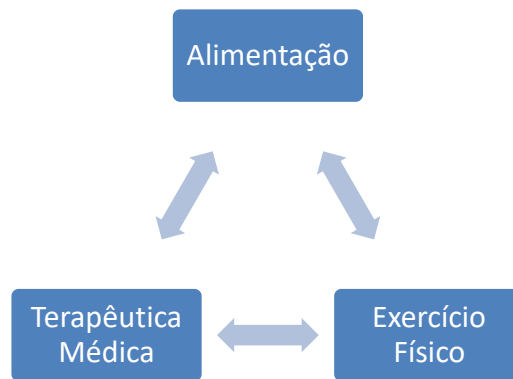 Alimentação
Terapêutica
Médica
Exercício
Físico